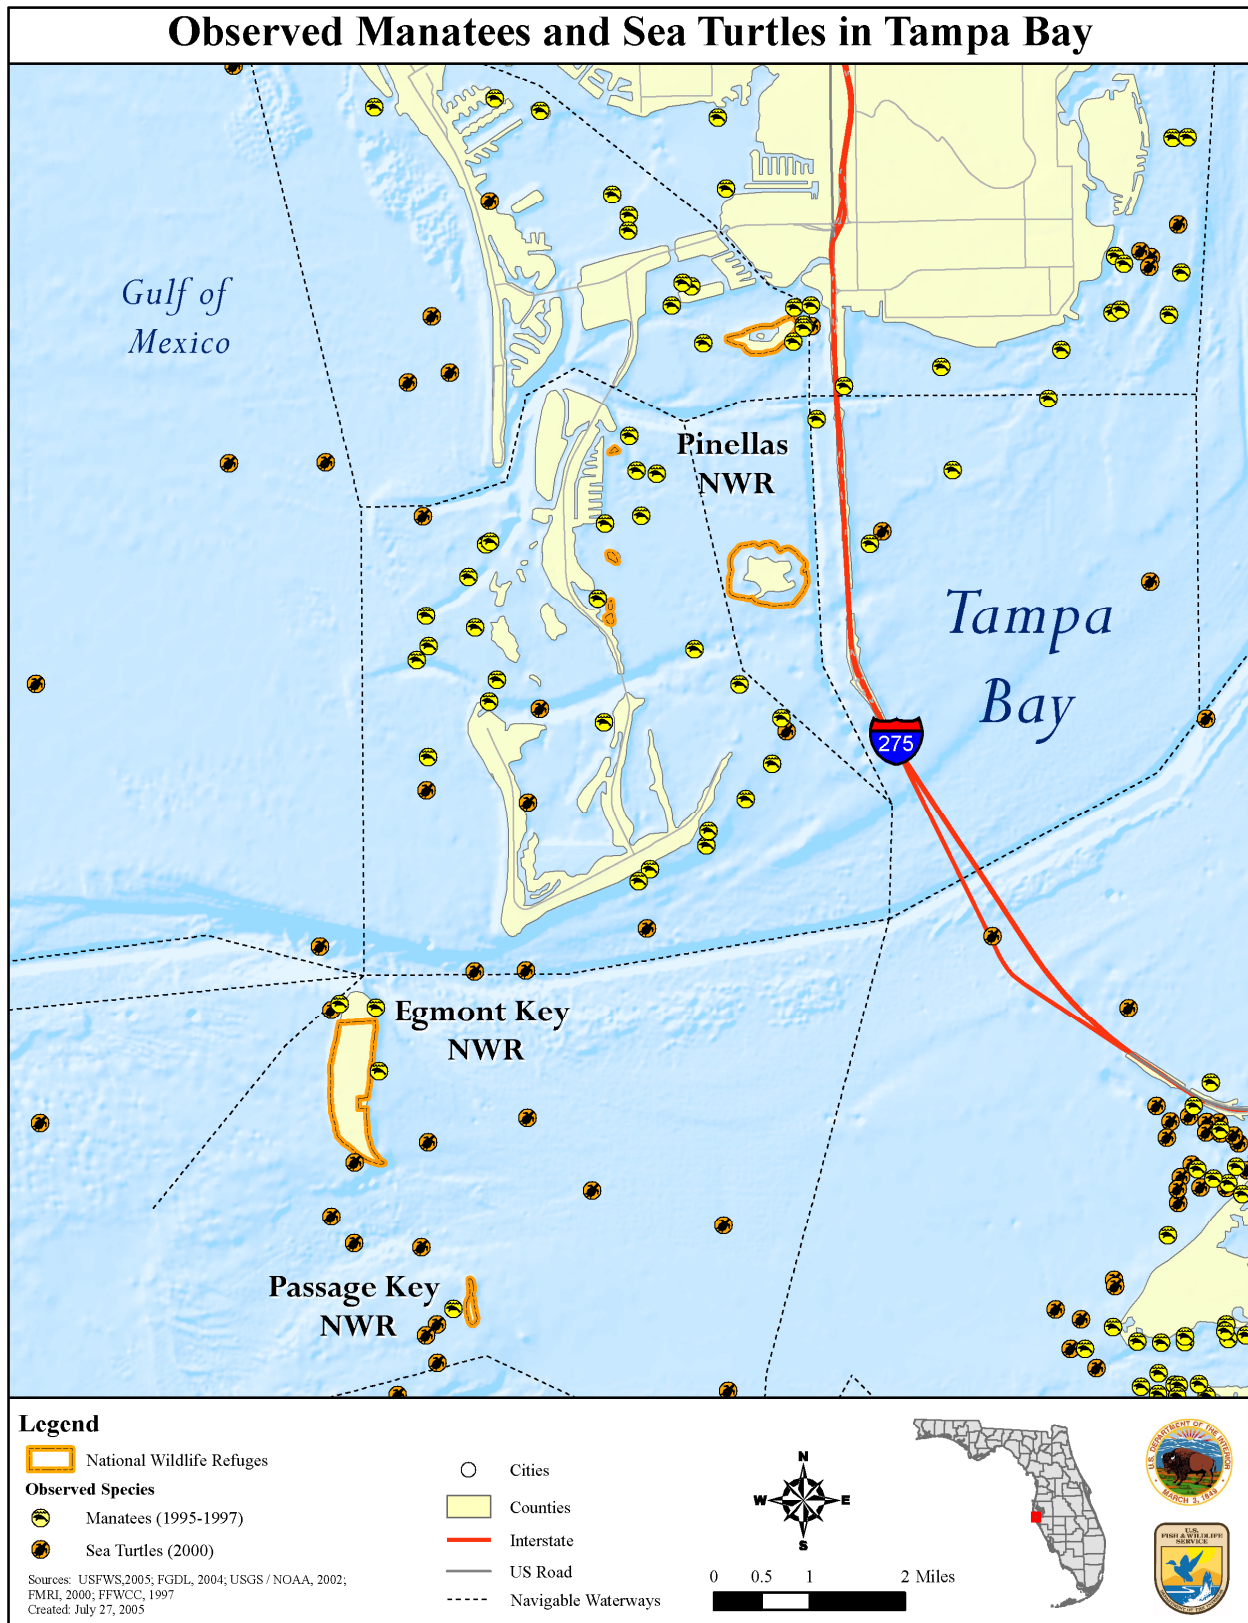 Observed Manatees and Sea Turtles in Tampa Bay
Gulf of
Mexico
Pinellas
NWR
Tampa
Bay
275
Egmont Key
NWR
Passage Key
NWR
Legend
National Wildlife Refuges
Observed Species
Manatees (1995-1997)
Sea Turtles (2000)
Sources: USFWS,2005; FGDL, 2004; USGS / NOAA, 2002;
FMRI, 2000; FFWCC, 1997
Created: July 27, 2005
Cities
Counties
Interstate
US Road
Navigable Waterways
N
W E
S
0 0.5 1 2 Miles
U.S. DEPARTMENT OF THE INTERIOR
MARCH 3, 1849
U.S.
FISH & WILDLIFE
SERVICE